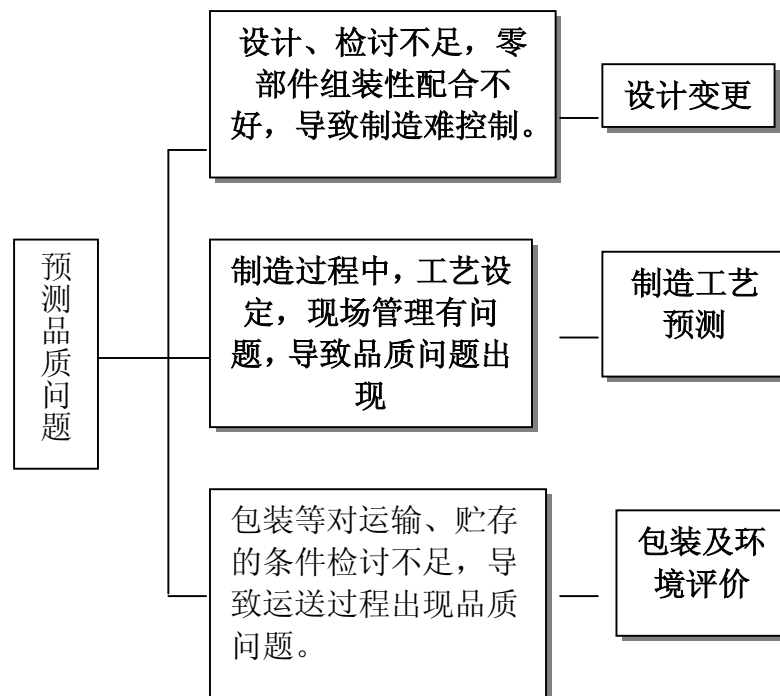 预测品质问题
设计、检讨不足，零
部件组装性配合不
好，导致制造难控制。
设计变更
制造过程中，工艺设
定，现场管理有问
题，导致品质问题出
现
制造工艺
预测
包装等对运输、贮存
的条件检讨不足，导
致运送过程出现品质
问题。
包装及环
境评价